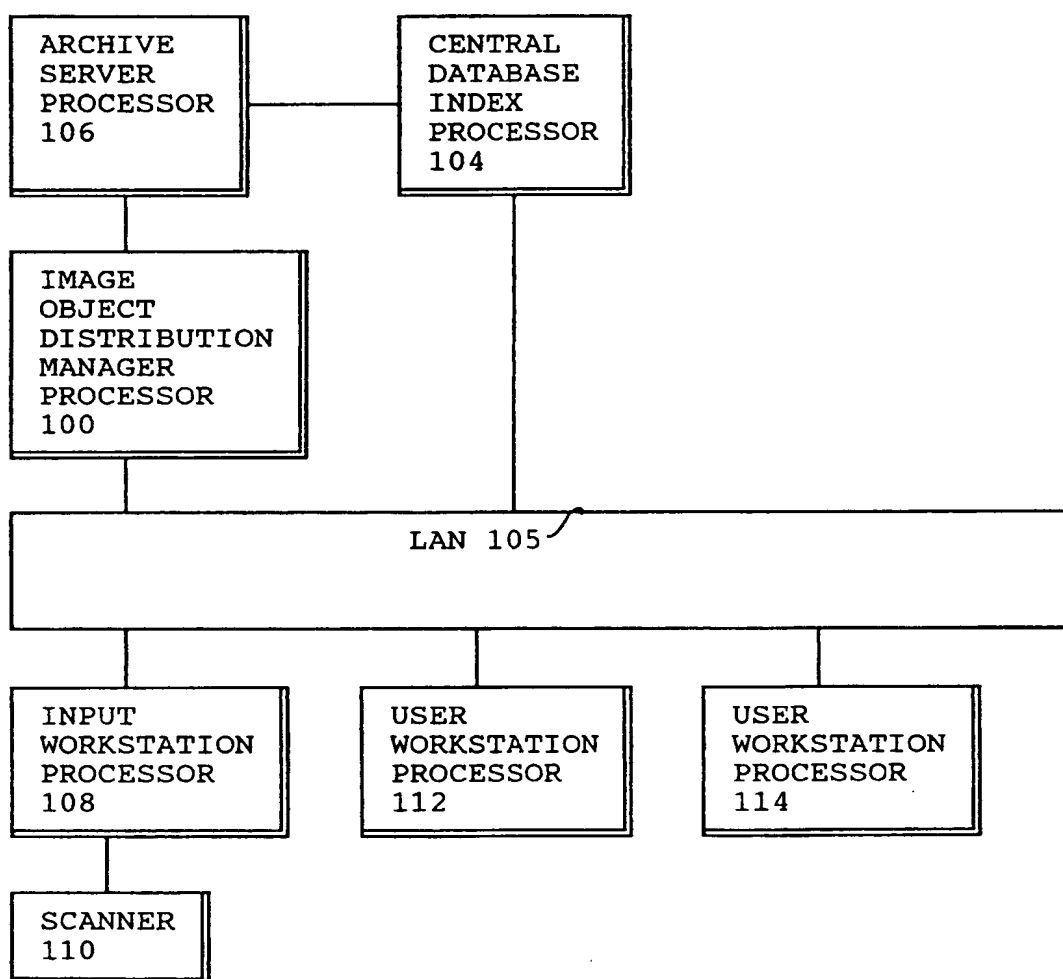 ARCHIVE
SERVER
PROCESSOR
106
CENTRAL
DATABASE
INDEX
PROCESSOR
104
IMAGE
OBJECT
DISTRIBUTION
MANAGER
PROCESSOR
100
LAN 105
INPUT
WORKSTATION
PROCESSOR
108
USER
WORKSTATION
PROCESSOR
112
USER
WORKSTATION
PROCESSOR
114
SCANNER
110